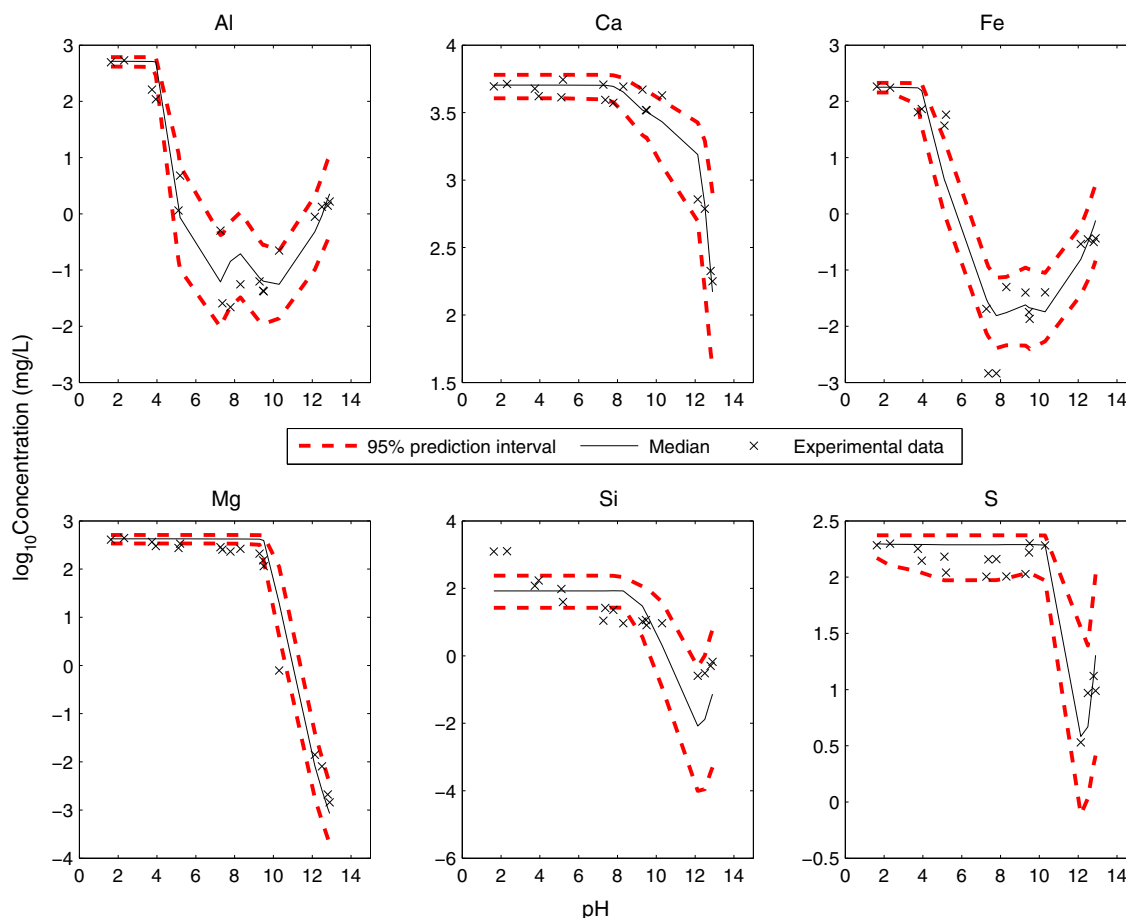 Al Ca Fe
3 4 3
2 2
3.5
1 1
0 3 0
−1 −1
2.5
−2 −2
−3 1.5 −3
2
0 2 4 6 8 10 12 14 0 2 4 6 8 10 12 14 0 2 4 6 8 10 12 14
95% prediction interval Median Experimental data
log10Concentration (mg/L)
Mg Si S
3 4 2.5
2 2
2
1 1.5
0 0
−1 −2 1
−2 0.5
−4 0
−3
−4 −6 −0.5
0 2 4 6 8 10 12 14 0 2 4 6 8 10 12 14 0 2 4 6 8 10 12 14
pH